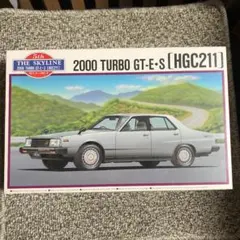 THE SKYLINE
2000 TURBO GT-E•S [HGC211]